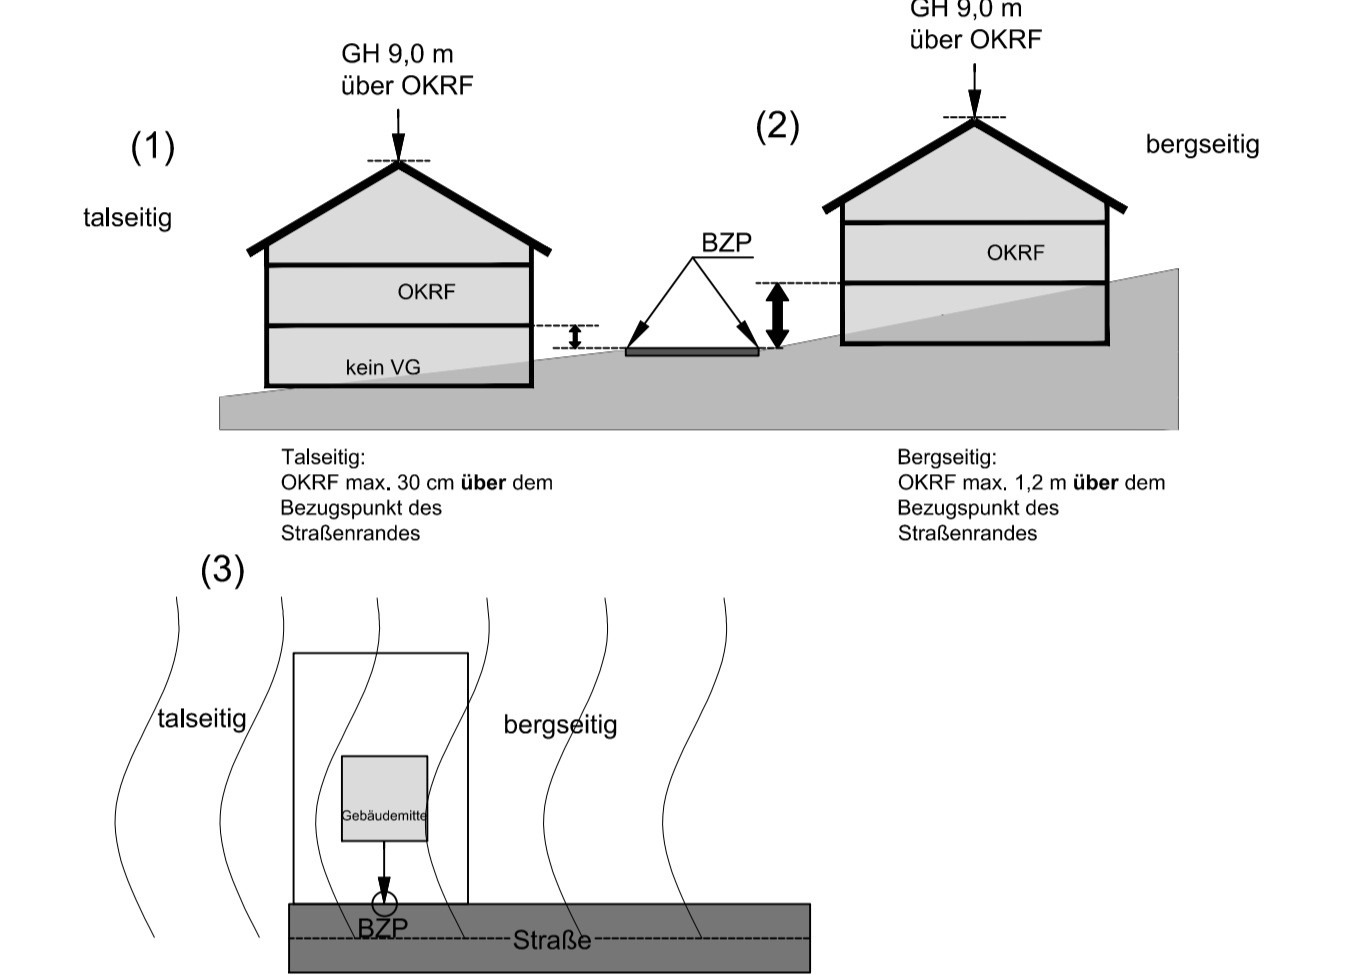 GH 9,0 m
über OKRF
(1)
talseitig
OKRF
kein VG
BZP
GH 9,0 m
über OKRF
(2)
bergseitig
OKRF
Talseitig:
OKRF max. 30 cm über dem
Bezugspunkt des
Straßenrandes
Bergseitig:
OKRF max. 1,2 m über dem
Bezugspunkt des
Straßenrandes
(3)
talseitig
bergseitig
Gebäudemitte
BZP
Straße